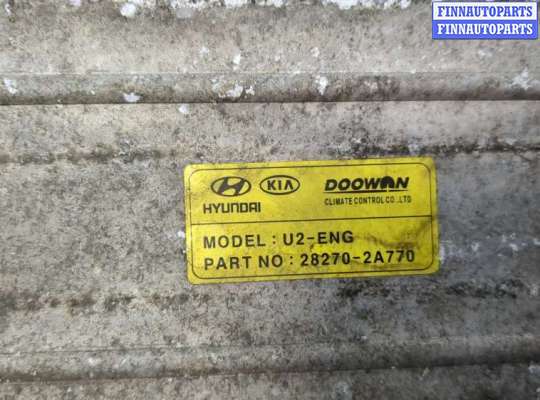 FINNAUTOPARTS
FINNAUTOPARTS
HYUNDAI
KIA
DOOWON
CLIMATE CONTROL CO.,LTD
MODEL : U2-ENG
PART NO : 28270-2A770